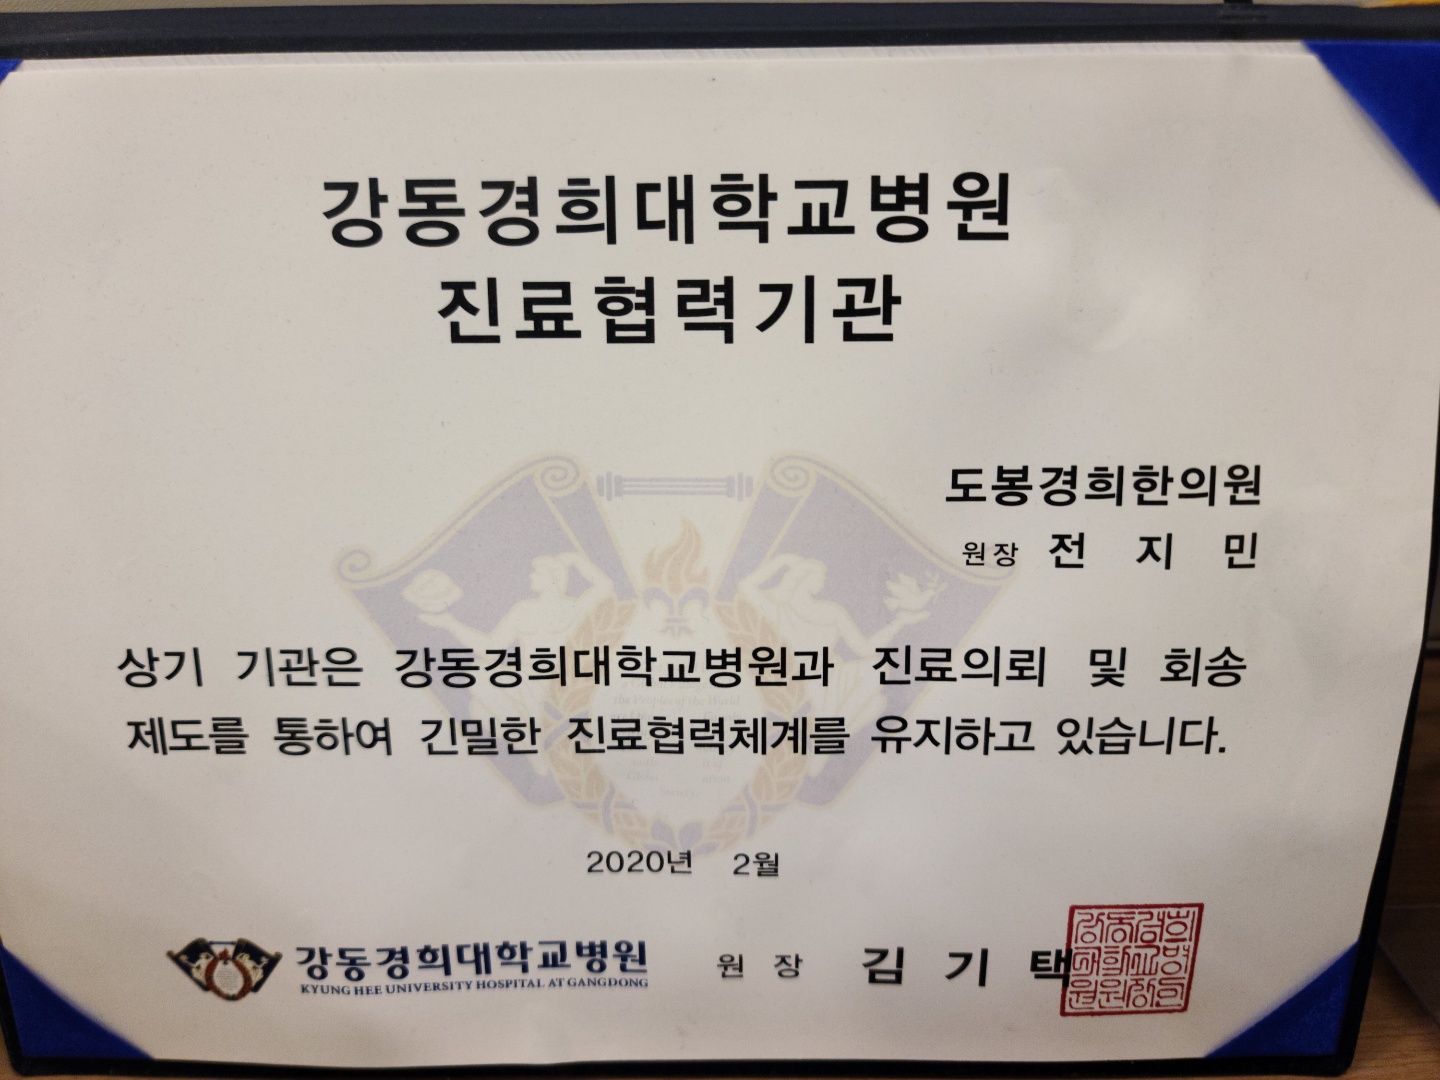 강동경희대학교병원
진료협력기관
도봉경희한의원
원장 전 지 민
상기 기관은 강동경희대학교병원과 진료의뢰 및 회송
제도를 통하여 긴밀한 진료협력체계를 유지하고 있습니다.
2020년 2월
강동경희대학교병원 원 장 김 기 택
KYUNG HEE UNIVERSITY HOSPITAL AT GANGDONG